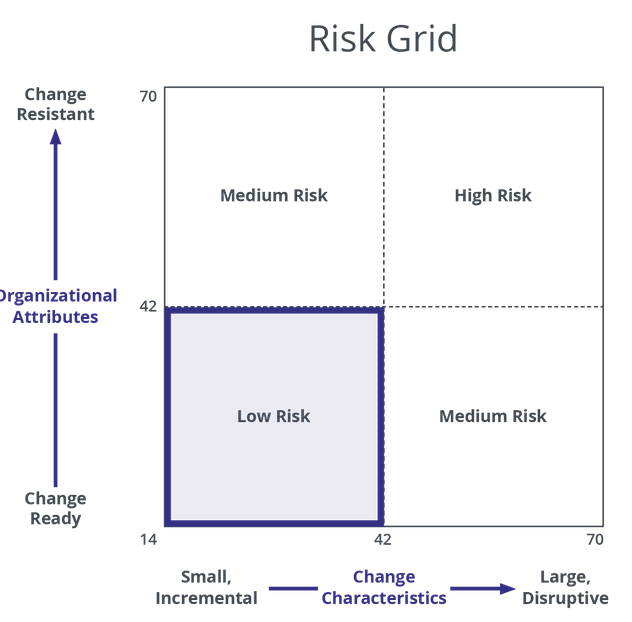 Risk Grid
Change
Resistant
70
Medium Risk
High Risk
Organizational
Attributes
42
Low Risk
Medium Risk
Change
Ready
14
42
70
Small,
Incremental
Change
Characteristics
Large,
Disruptive